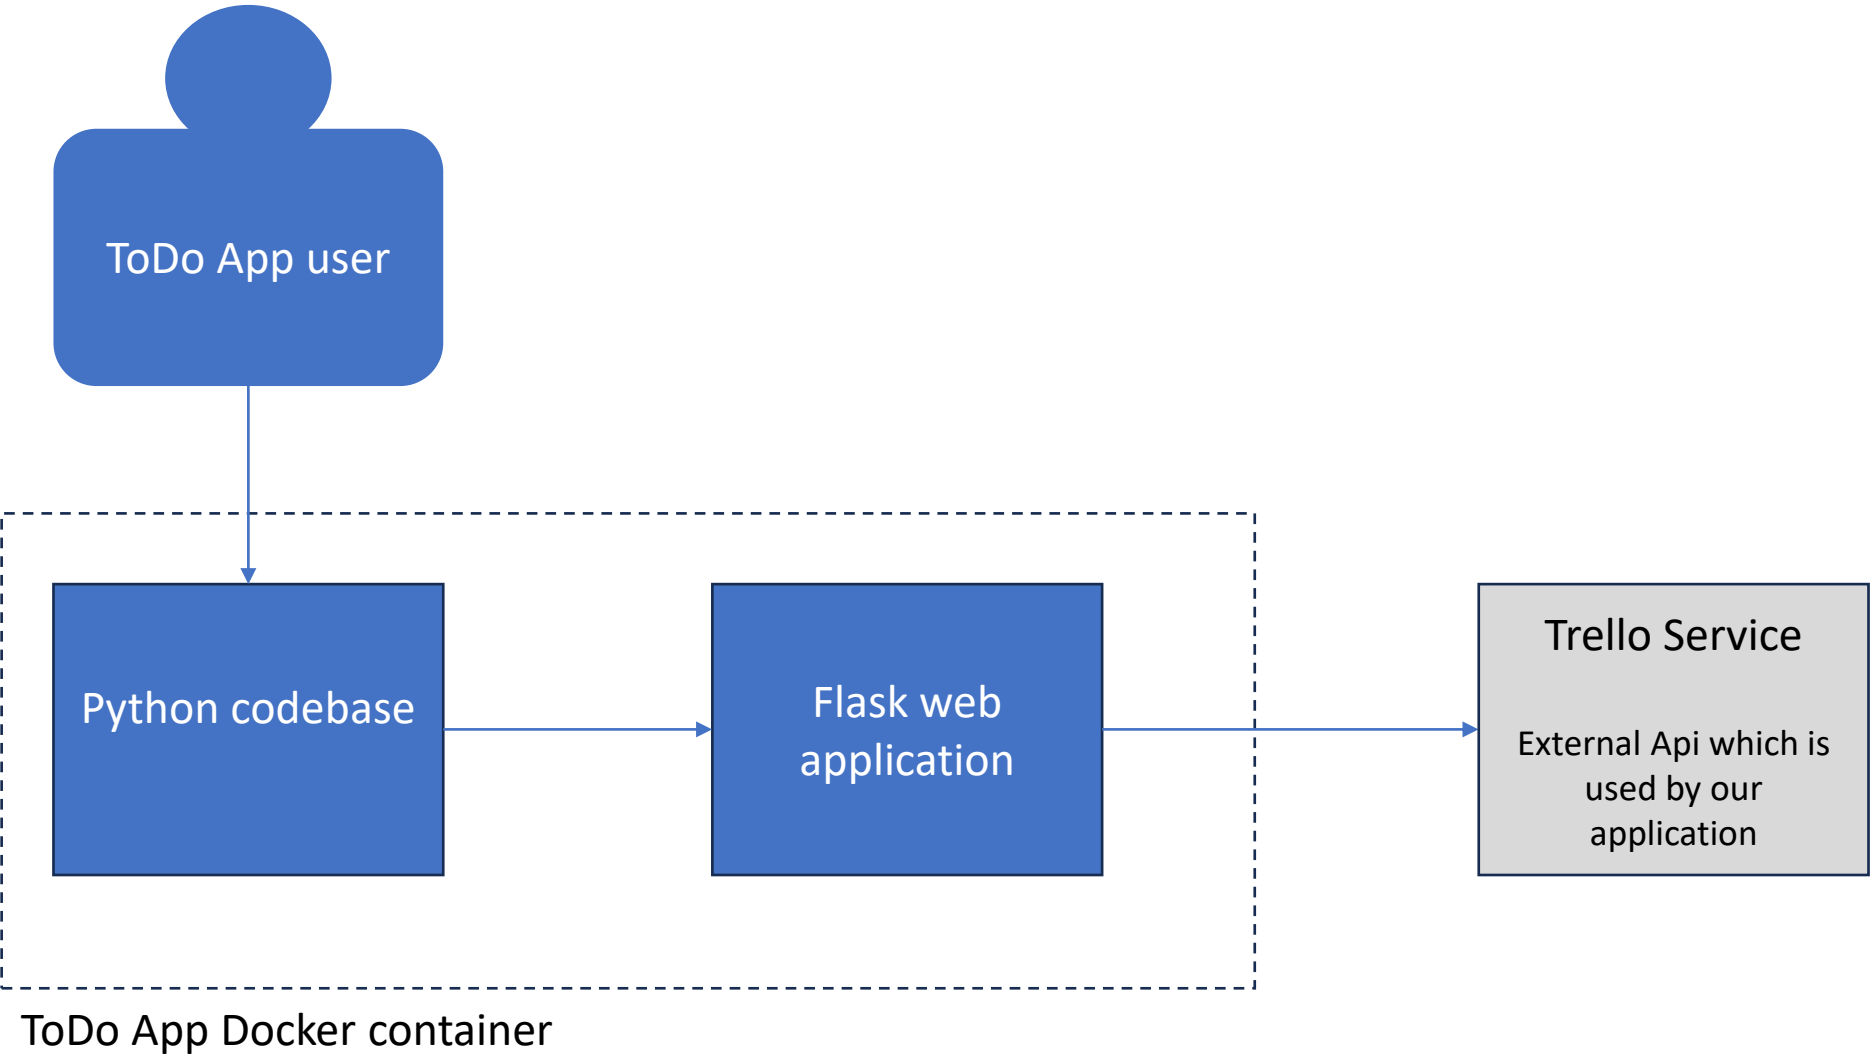 ToDo App user
Python codebase
Flask web
application
Trello Service
External Api which is
used by our
application
ToDo App Docker container